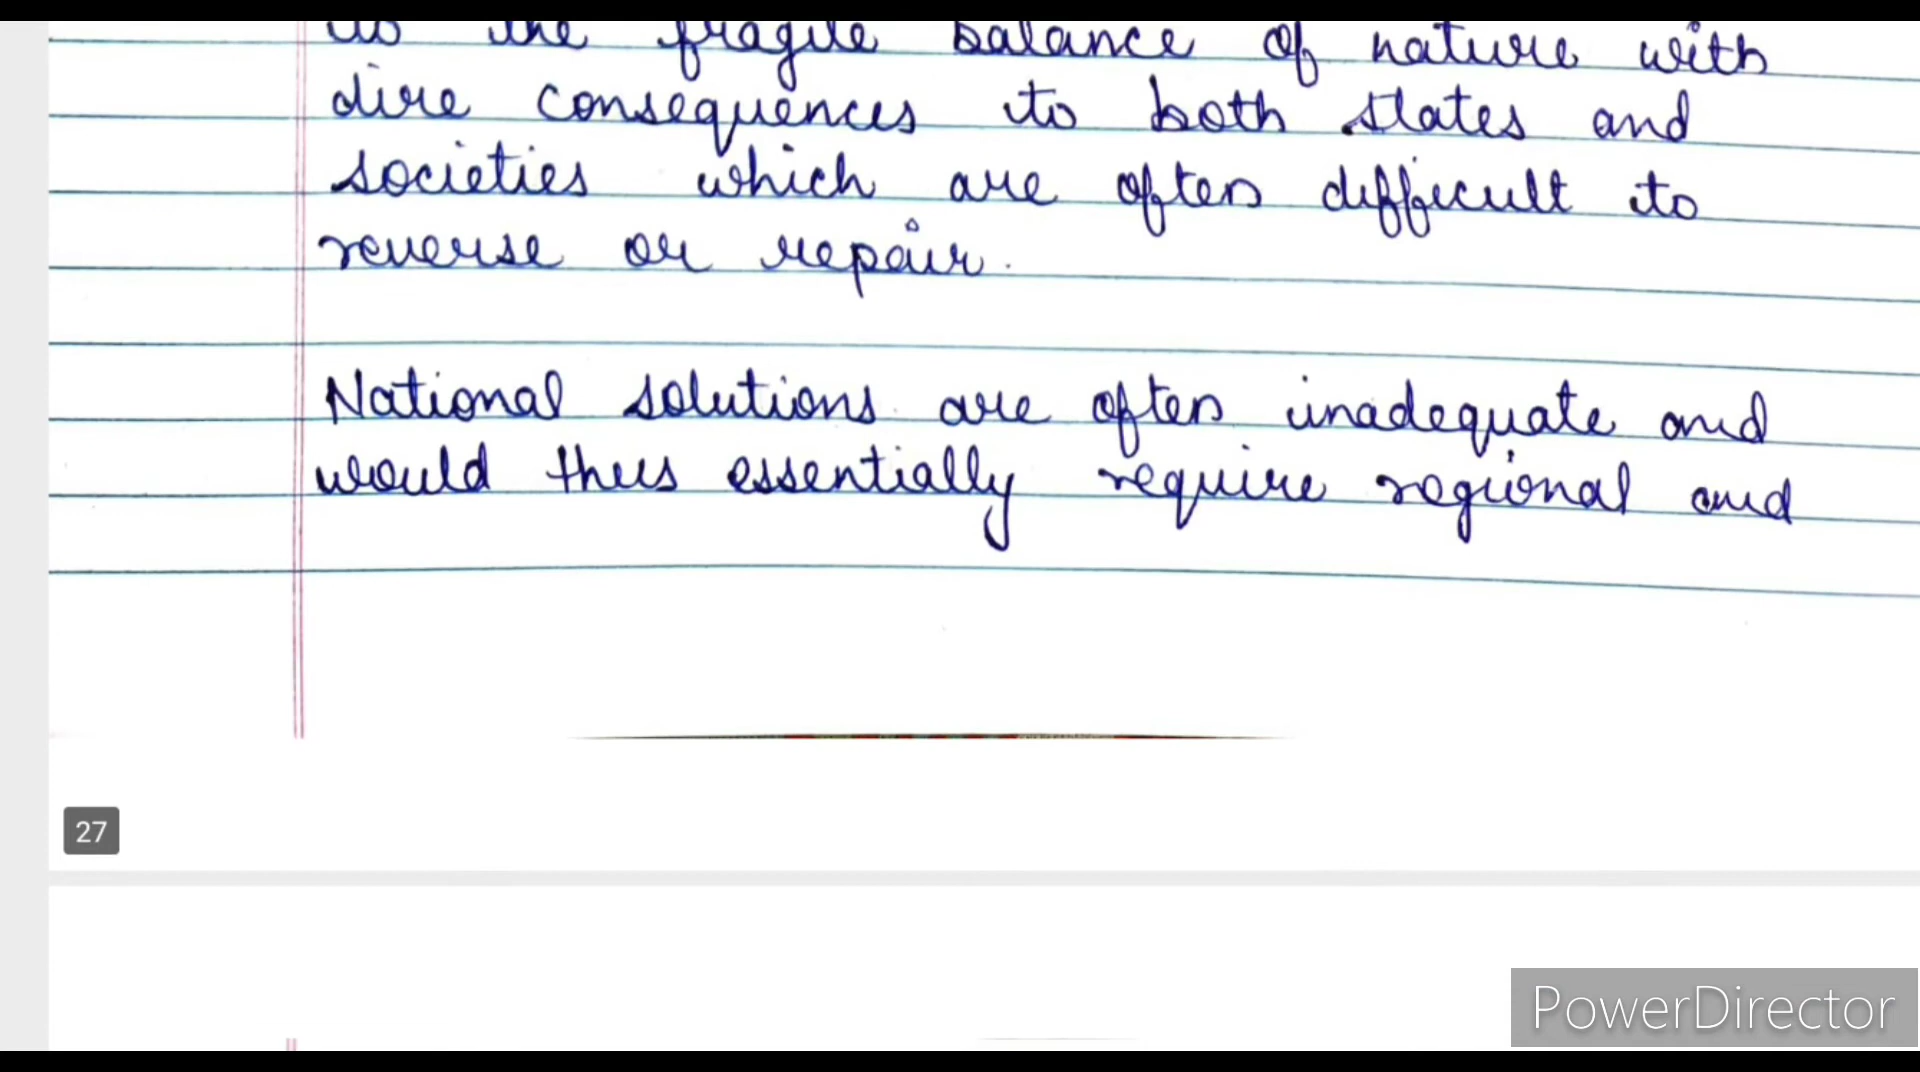 to the fragile balance of nature with
dire consequences to both states and
societies which are often difficult to
reverse or repair.
National solutions are often inadequate and
would thus essentially require regional and
27
PowerDirector